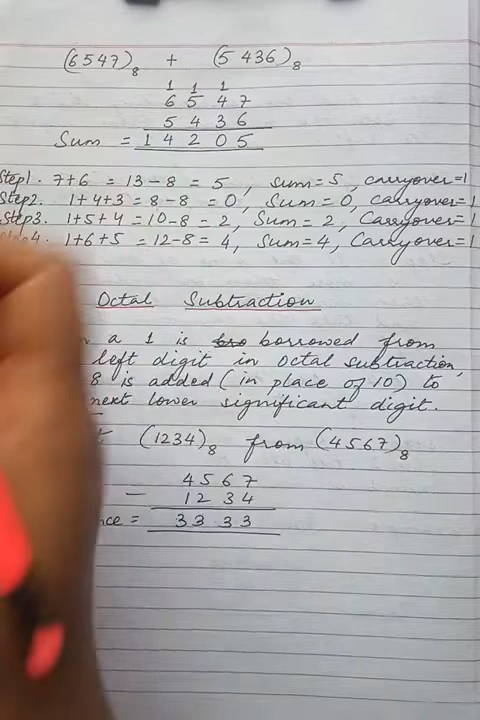 (6547)8 + (5436)8
1 1 1
6 5 4 7
5 4 3 6
Sum = 1 4 2 0 5
Step1. 7+6 = 13-8 = 5, Sum=5, carryover=1
Step2. 1+4+3 = 8-8 = 0, Sum = 0, carryover=1
Step3. 1+5+4 = 10-8 = 2, Sum = 2, Carryover=1
1+6+5 = 12-8 = 4, Sum=4, Carryover=1
Octal Subtraction
a 1 is borrowed from
left digit in octal subtraction,
8 is added (in place of 10) to
next lower significant digit.
(1234)8 from (4567)8
4 5 6 7
- 1 2 3 4
= 3 3 3 3